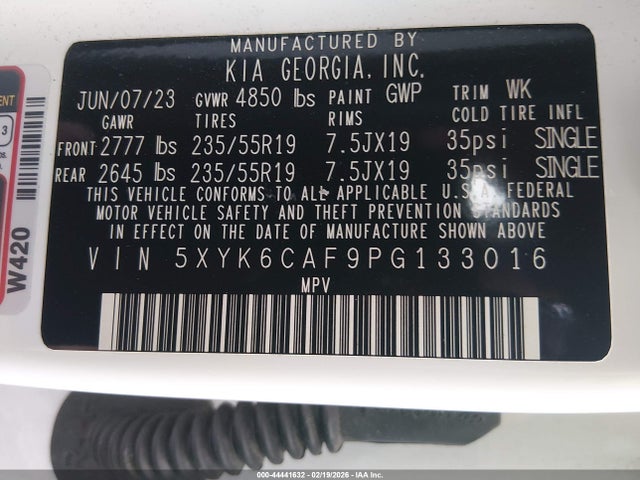 MANUFACTURED BY
KIA GEORGIA, INC.
JUN/07/23 GVWR 4850 lbs PAINT GWP TRIM WK
GAWR TIRES RIMS COLD TIRE INFL
FRONT 2777 lbs 235/55R19 7.5JX19 35psi SINGLE
REAR 2645 lbs 235/55R19 7.5JX19 35psi SINGLE
THIS VEHICLE CONFORMS TO ALL APPLICABLE U.S.A. FEDERAL
MOTOR VEHICLE SAFETY AND THEFT PREVENTION STANDARDS
IN EFFECT ON THE DATE OF MANUFACTURE SHOWN ABOVE
VIN 5XYK6CAF9PG133016
MPV
W420
000-44441632 - 02/19/2026 - IAA Inc.